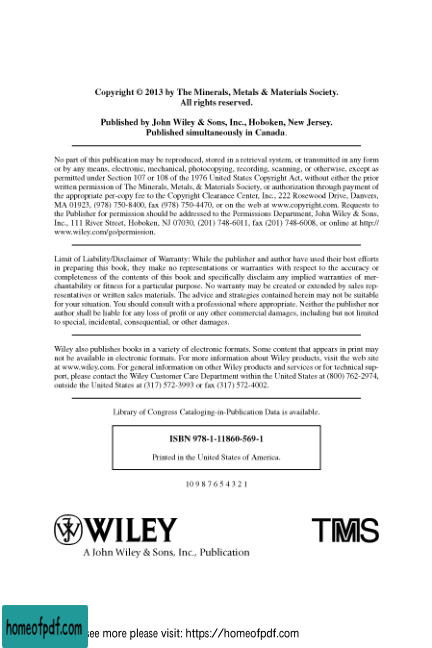 Copyright © 2013 by The Minerals, Metals & Materials Society.
All rights reserved.
Published by John Wiley & Sons, Inc., Hoboken, New Jersey.
Published simultaneously in Canada.
No part of this publication may be reproduced, stored in a retrieval system, or transmitted in any form
or by any means, electronic, mechanical, photocopying, recording, scanning, or otherwise, except as
permitted under Section 107 or 108 of the 1976 United States Copyright Act, without either the prior
written permission of The Minerals, Metals, & Materials Society, or authorization through payment of
the appropriate per-copy fee to the Copyright Clearance Center, Inc., 222 Rosewood Drive, Danvers,
MA 01923, (978) 750-8400, fax (978) 750-4470, or on the web at www.copyright.com. Requests to
the Publisher for permission should be addressed to the Permissions Department, John Wiley & Sons,
Inc., 111 River Street, Hoboken, NJ 07030, (201) 748-6011, fax (201) 748-6008, or online at http://
www.wiley.com/go/permission.
Limit of Liability/Disclaimer of Warranty: While the publisher and author have used their best efforts
in preparing this book, they make no representations or warranties with respect to the accuracy or
completeness of the contents of this book and specifically disclaim any implied warranties of mer-
chantability or fitness for a particular purpose. No warranty may be created or extended by sales rep-
resentatives or written sales materials. The advice and strategies contained herein may not be suitable
for your situation. You should consult with a professional where appropriate. Neither the publisher nor
author shall be liable for any loss of profit or any other commercial damages, including but not limited
to special, incidental, consequential, or other damages.
Wiley also publishes books in a variety of electronic formats. Some content that appears in print may
not be available in electronic formats. For more information about Wiley products, visit the web site
at www.wiley.com. For general information on other Wiley products and services or for technical sup-
port, please contact the Wiley Customer Care Department within the United States at (800) 762-2974,
outside the United States at (317) 572-3993 or fax (317) 572-4002.
Library of Congress Cataloging-in-Publication Data is available.
ISBN 978-1-11860-569-1
Printed in the United States of America.
10 9 8 7 6 5 4 3 2 1
WILEY
TMS
A John Wiley & Sons, Inc., Publication
homeofpdf.com
see more please visit: https://homeofpdf.com